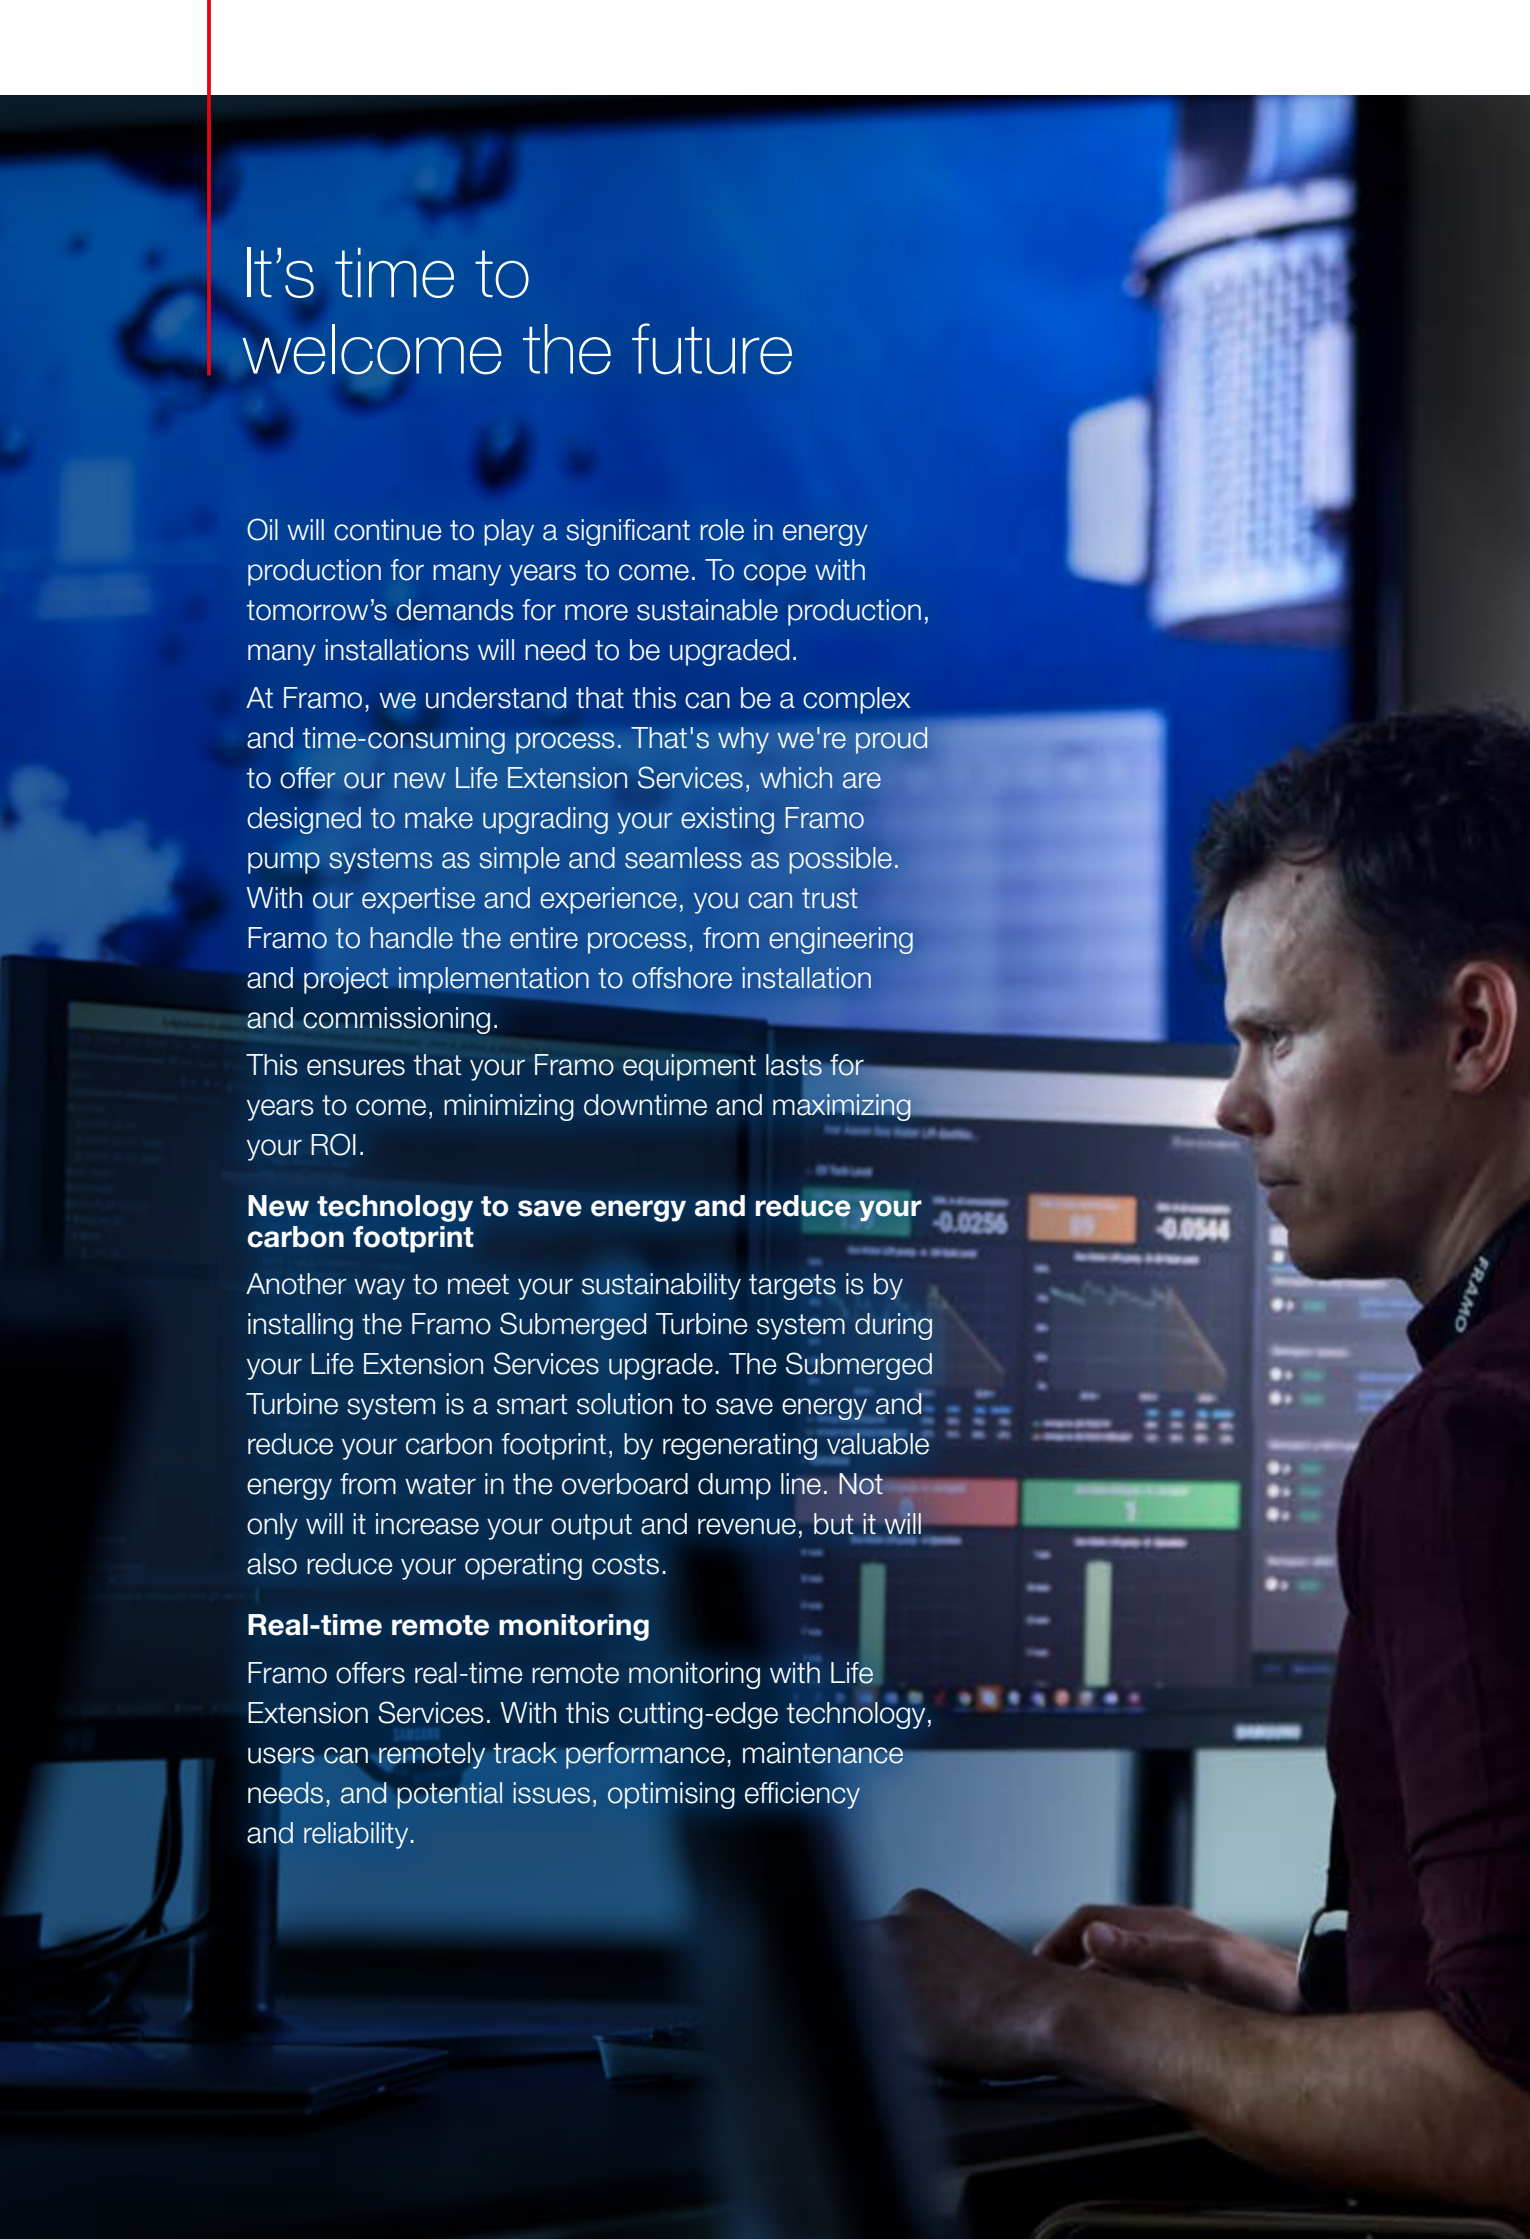 It’s time to
welcome the future
Oil will continue to play a significant role in energy
production for many years to come. To cope with
tomorrow’s demands for more sustainable production,
many installations will need to be upgraded.
At Framo, we understand that this can be a complex
and time-consuming process. That's why we're proud
to offer our new Life Extension Services, which are
designed to make upgrading your existing Framo
pump systems as simple and seamless as possible.
With our expertise and experience, you can trust
Framo to handle the entire process, from engineering
and project implementation to offshore installation
and commissioning.
This ensures that your Framo equipment lasts for
years to come, minimizing downtime and maximizing
your ROI.
New technology to save energy and reduce your
carbon footprint
Another way to meet your sustainability targets is by
installing the Framo Submerged Turbine system during
your Life Extension Services upgrade. The Submerged
Turbine system is a smart solution to save energy and
reduce your carbon footprint, by regenerating valuable
energy from water in the overboard dump line. Not
only will it increase your output and revenue, but it will
also reduce your operating costs.
Real-time remote monitoring
Framo offers real-time remote monitoring with Life
Extension Services. With this cutting-edge technology,
users can remotely track performance, maintenance
needs, and potential issues, optimising efficiency
and reliability.
-0.0256
89
-0.0544
FRAMO
SAMSUNG
SAMSUNG